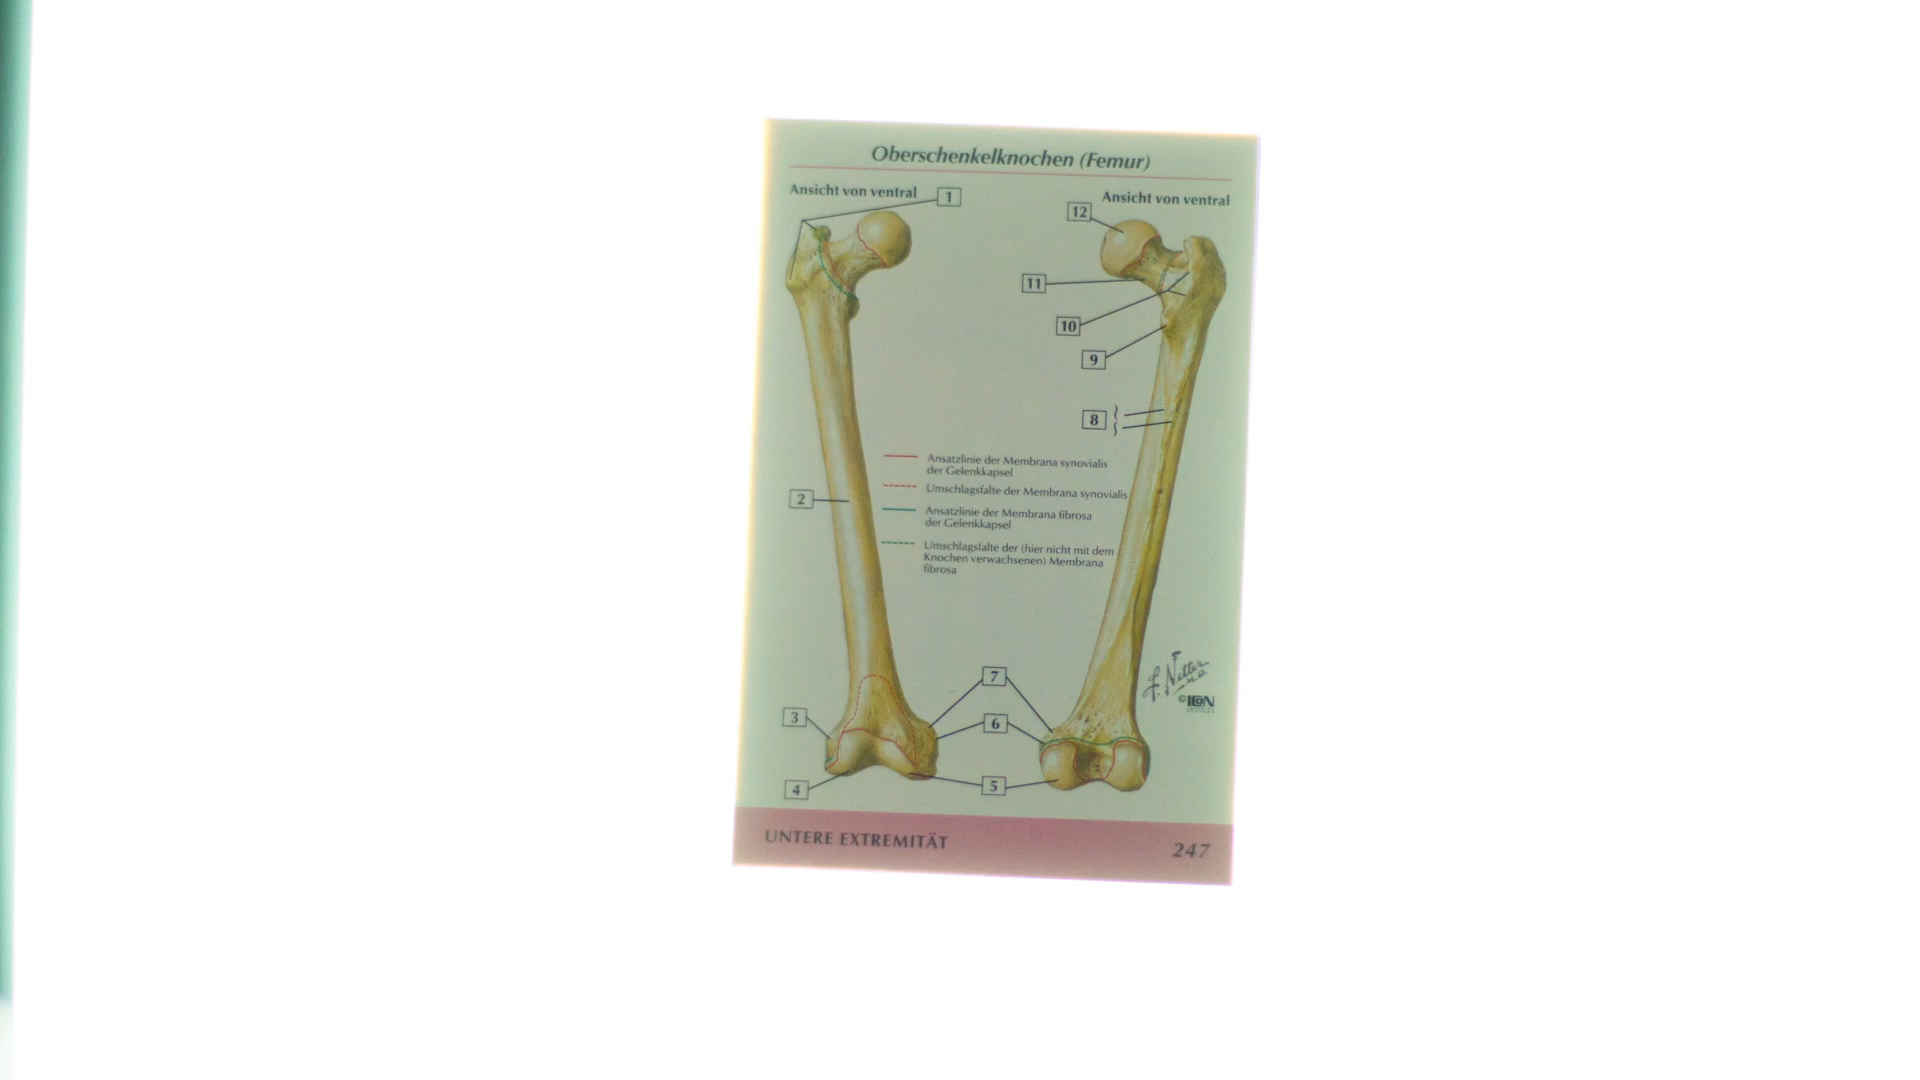 Oberschenkelknochen (Femur)
Ansicht von ventral
1
Ansicht von ventral
12
11
10
9
8
Ansatzlinie der Membrana synovialis
der Gelenkkapsel
Umschlagsfalte der Membrana synovialis
2
Ansatzlinie der Membrana fibrosa
der Gelenkkapsel
Umschlagsfalte der (hier nicht mit dem
Knochen verwachsenen) Membrana
fibrosa
7
3
6
4
5
F. Netter
M.D.
© ICON
UNTERE EXTREMITÄT
247